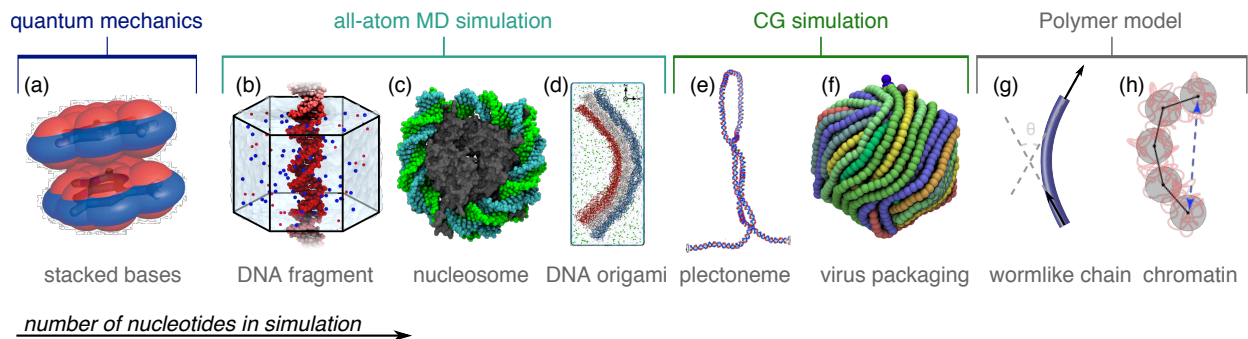 quantum mechanics
all-atom MD simulation
CG simulation
Polymer model
(a)
(b)
(c)
(d)
(e)
(f)
(g)
(h)
θ
stacked bases
DNA fragment
nucleosome
DNA origami
plectoneme
virus packaging
wormlike chain
chromatin
number of nucleotides in simulation